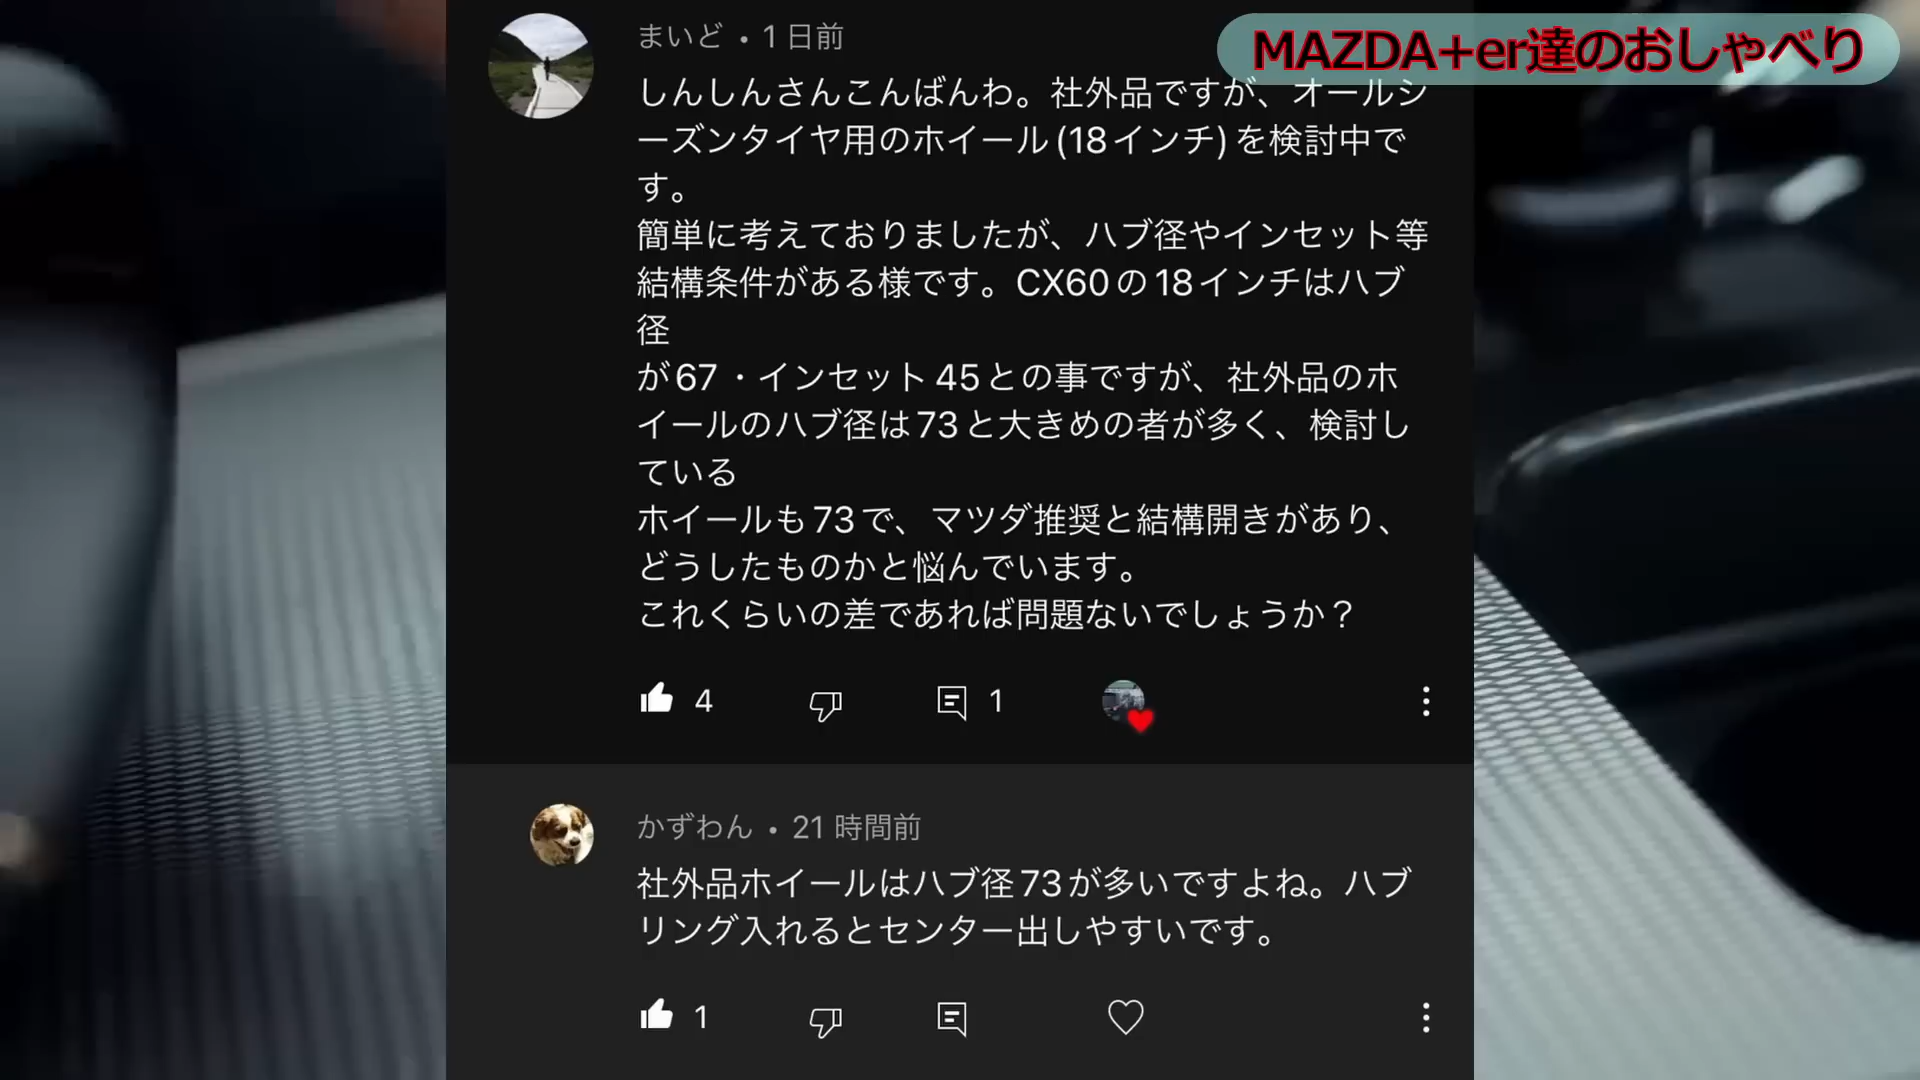 MAZDA+er達のおしゃべり
まいど・1日前
しんしんさんこんばんわ。社外品ですが、オールシ
ーズンタイヤ用のホイール(18インチ)を検討中で
す。
簡単に考えておりましたが、ハブ径やインセット等
結構条件がある様です。CX60の18インチはハブ
径
が67・インセット45との事ですが、社外品のホ
イールのハブ径は73と大きめの者が多く、検討し
ている
ホイールも73で、マツダ推奨と結構開きがあり、
どうしたものかと悩んでいます。
これくらいの差であれば問題ないでしょうか？
4 1
かずわん・21時間前
社外品ホイールはハブ径73が多いですよね。ハブ
リング入れるとセンター出しやすいです。
1